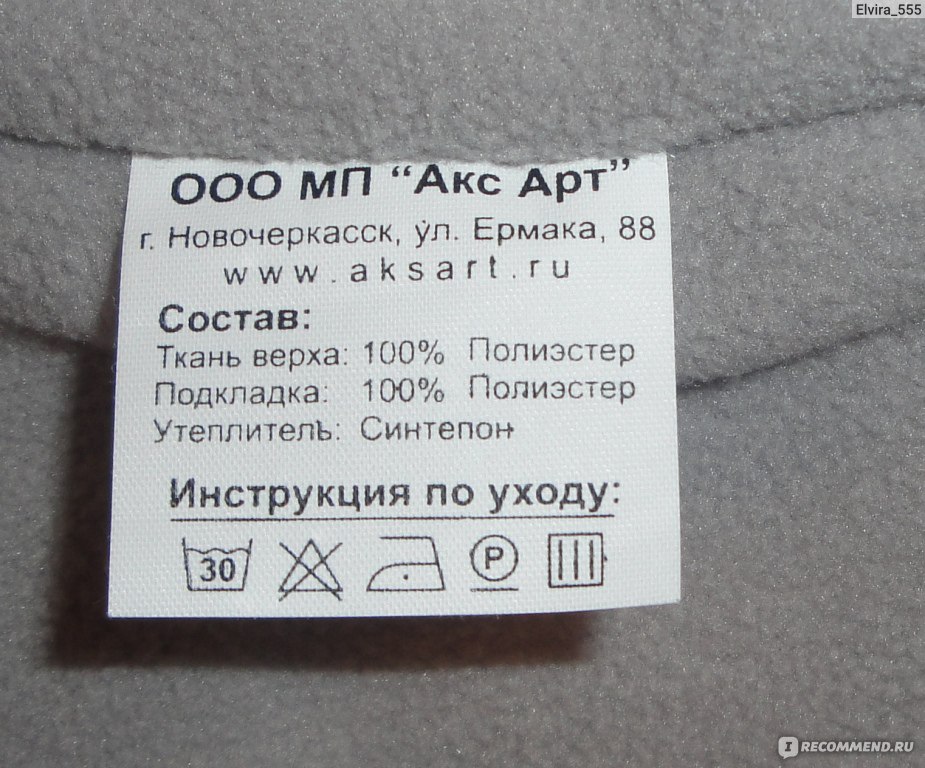 Elvira_555
ООО МП “Акс Арт”
г. Новочеркасск, ул. Ермака, 88
www.aksart.ru
Состав:
Ткань верха: 100% Полиэстер
Подкладка: 100% Полиэстер
Утеплитель: Синтепон
Инструкция по уходу:
30 P
IRECOMMEND.RU